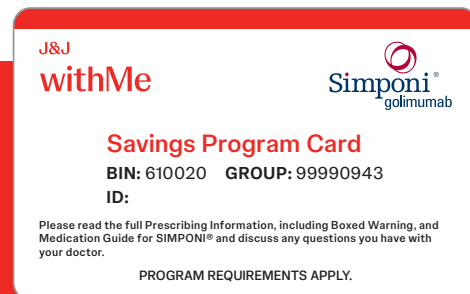 J&J
withMe
Simponi®
golimumab
Savings Program Card
BIN: 610020 GROUP: 99990943
ID:
Please read the full Prescribing Information, including Boxed Warning, and
Medication Guide for SIMPONI® and discuss any questions you have with
your doctor.
PROGRAM REQUIREMENTS APPLY.